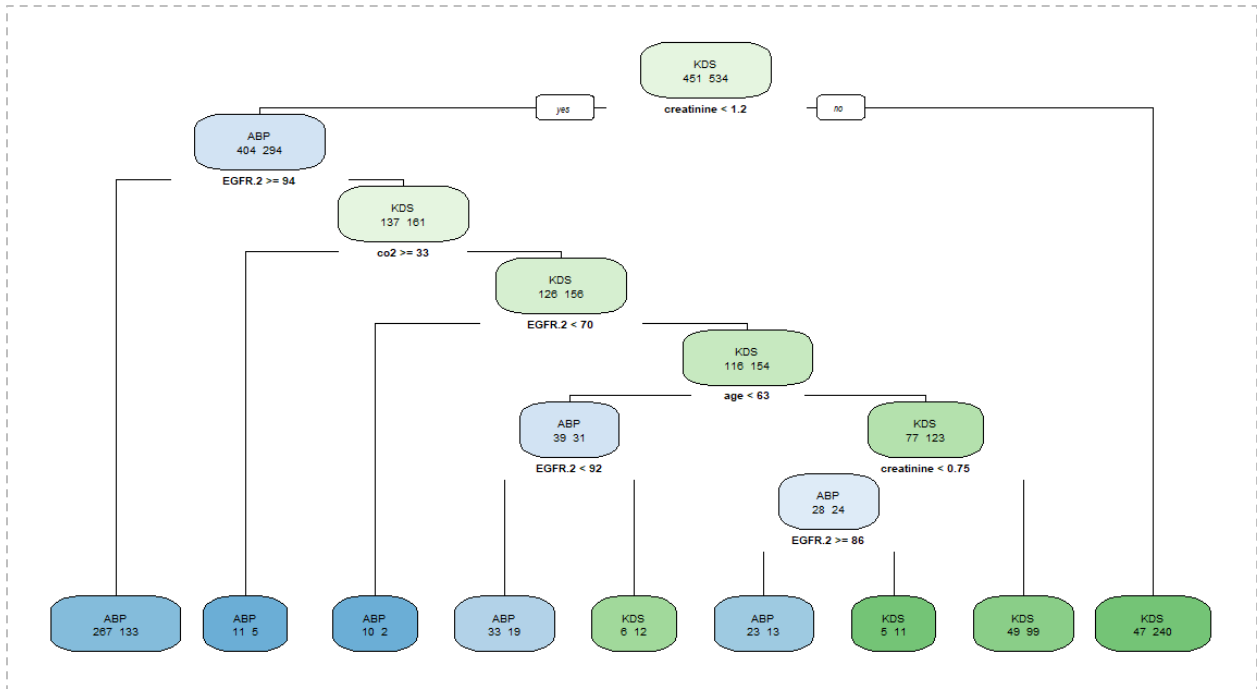 KDS
451 534
yes
creatinine < 1.2
no
ABP
404 294
EGFR.2 >= 94
KDS
137 161
co2 >= 33
KDS
126 156
EGFR.2 < 70
KDS
116 154
age < 63
ABP
39 31
EGFR.2 < 92
KDS
77 123
creatinine < 0.75
ABP
28 24
EGFR.2 >= 86
ABP
267 133
ABP
11 5
ABP
10 2
ABP
33 19
KDS
6 12
ABP
23 13
KDS
5 11
KDS
49 99
KDS
47 240